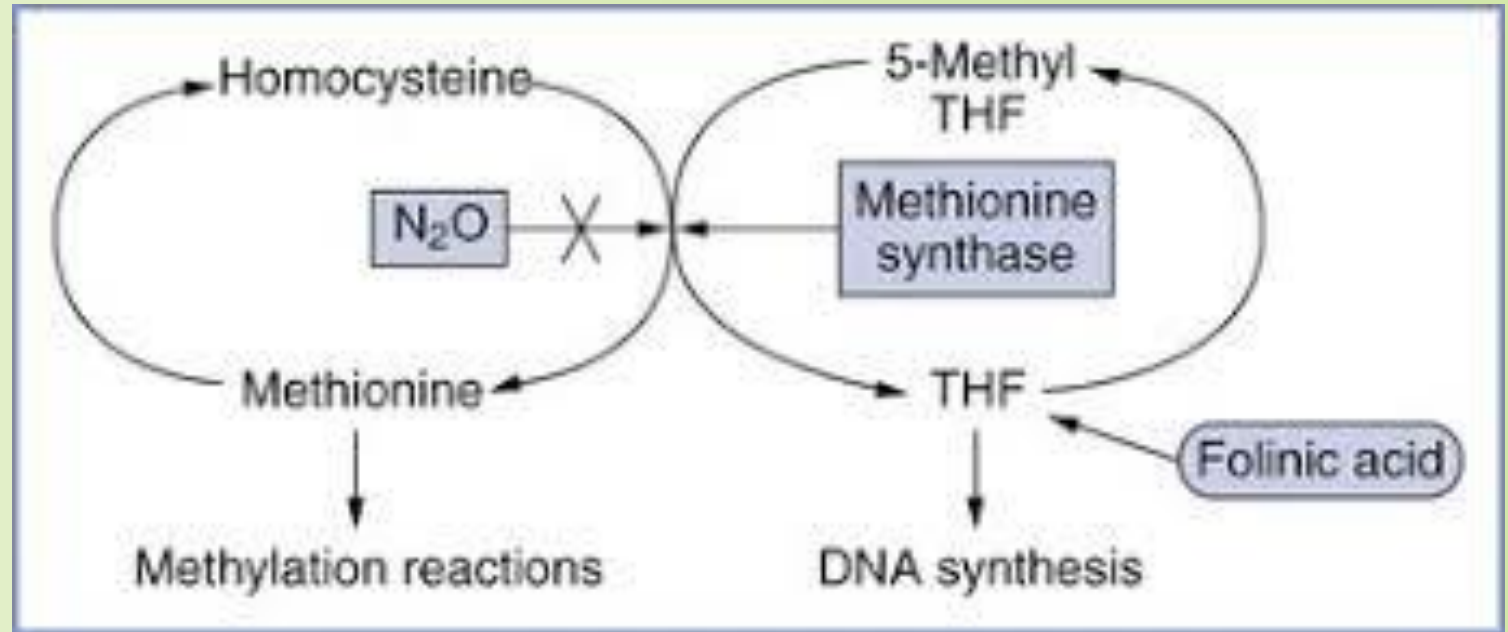 Homocysteine
5-Methyl
THF
N₂O
Methionine
synthase
Methionine
THF
Folinic acid
Methylation reactions
DNA synthesis